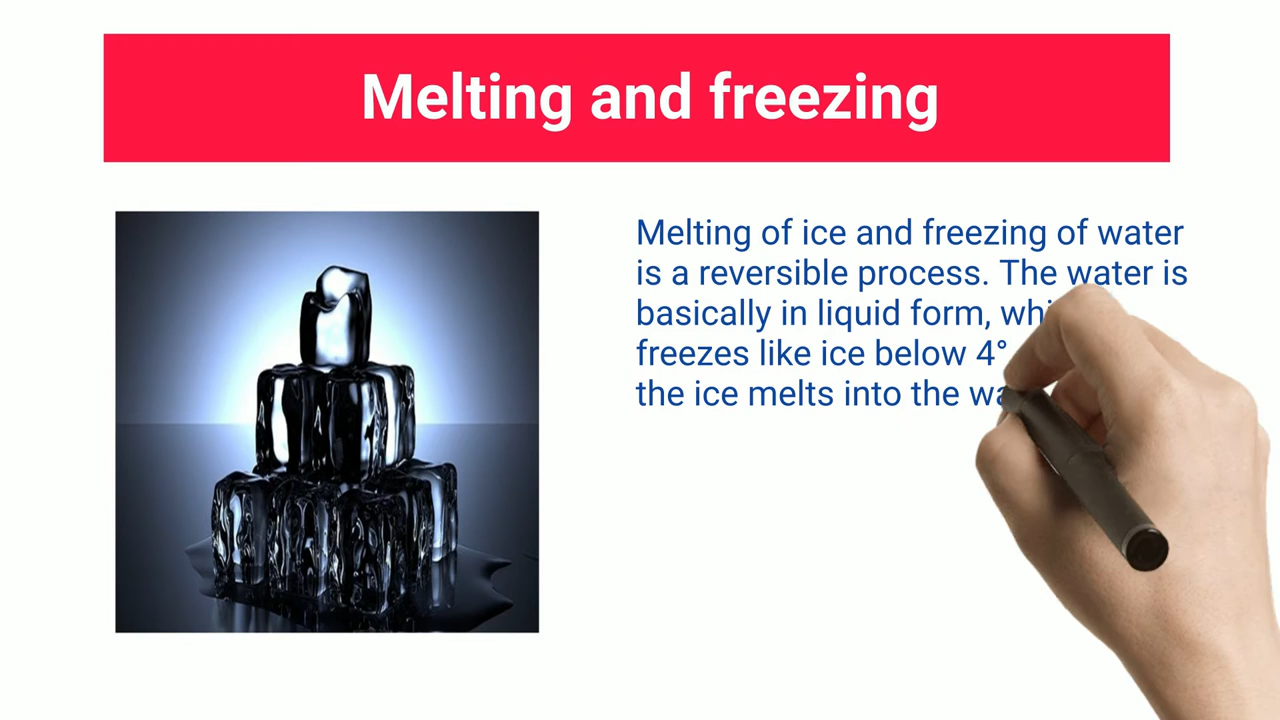 Melting and freezing
Melting of ice and freezing of water
is a reversible process. The water is
basically in liquid form,
freezes like ice below 4°
the ice melts into the